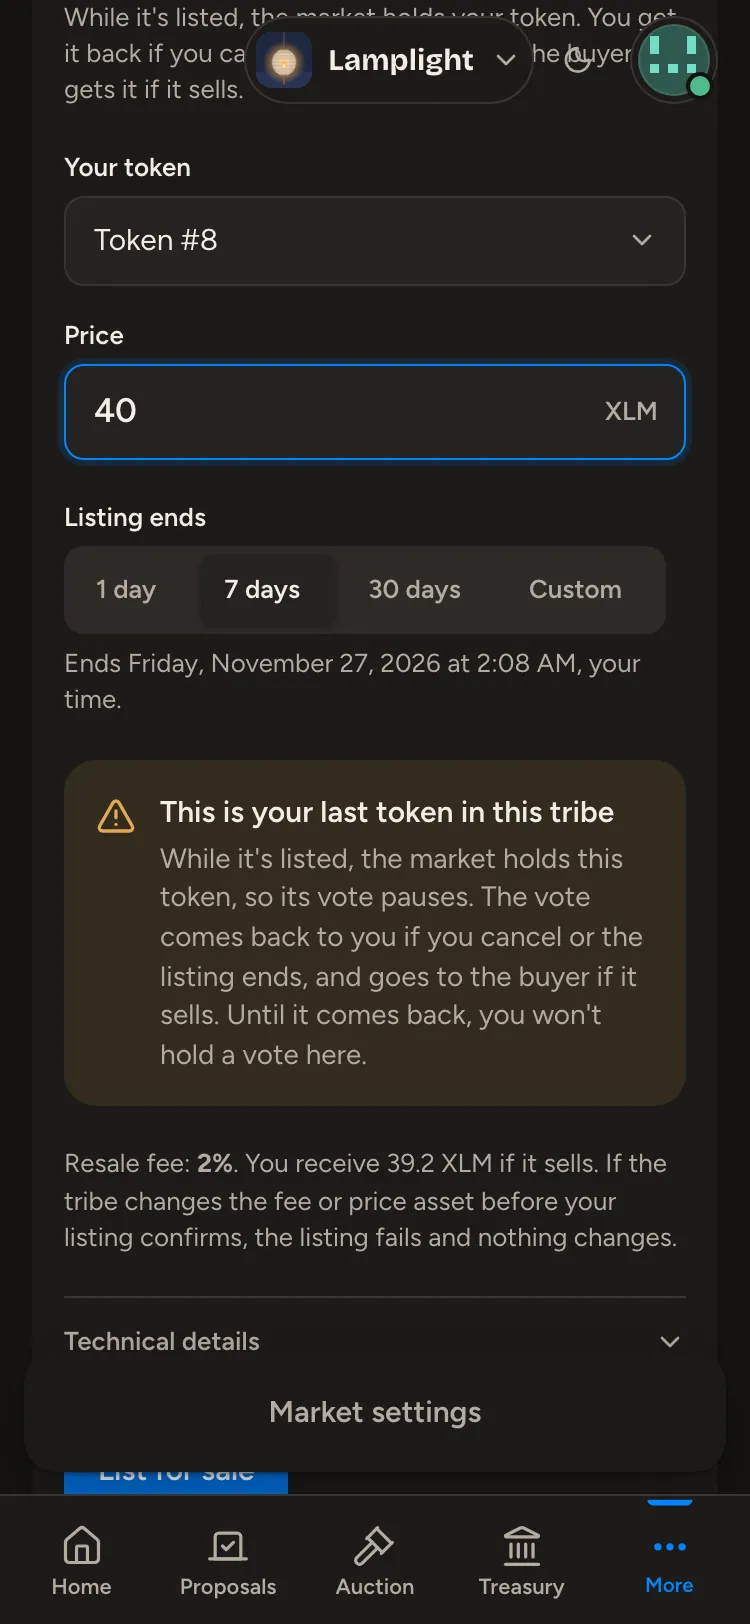 While it's listed, the market holds your token. You get
it back if you ca
he buyer
gets it if it sells.
Lamplight
Your token
Token #8
Price
40 XLM
Listing ends
1 day 7 days 30 days Custom
Ends Friday, November 27, 2026 at 2:08 AM, your
time.
This is your last token in this tribe
While it's listed, the market holds this
token, so its vote pauses. The vote
comes back to you if you cancel or the
listing ends, and goes to the buyer if it
sells. Until it comes back, you won't
hold a vote here.
Resale fee: 2%. You receive 39.2 XLM if it sells. If the
tribe changes the fee or price asset before your
listing confirms, the listing fails and nothing changes.
Technical details
Market settings
List for sale
Home Proposals Auction Treasury More